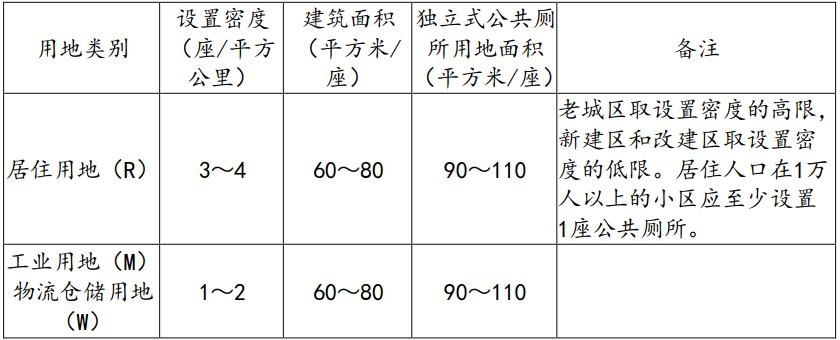 用地类别
设置密度
（座/平方
公里）
建筑面积
（平方米/
座）
独立式公共厕
所用地面积
（平方米/座）
备注
居住用地（R）
3～4
60～80
90～110
老城区取设置密度的高限，
新建区和改建区取设置密
度的低限。居住人口在1万
人以上的小区应至少设置
1座公共厕所。
工业用地（M）
物流仓储用地
（W）
1～2
60～80
90～110